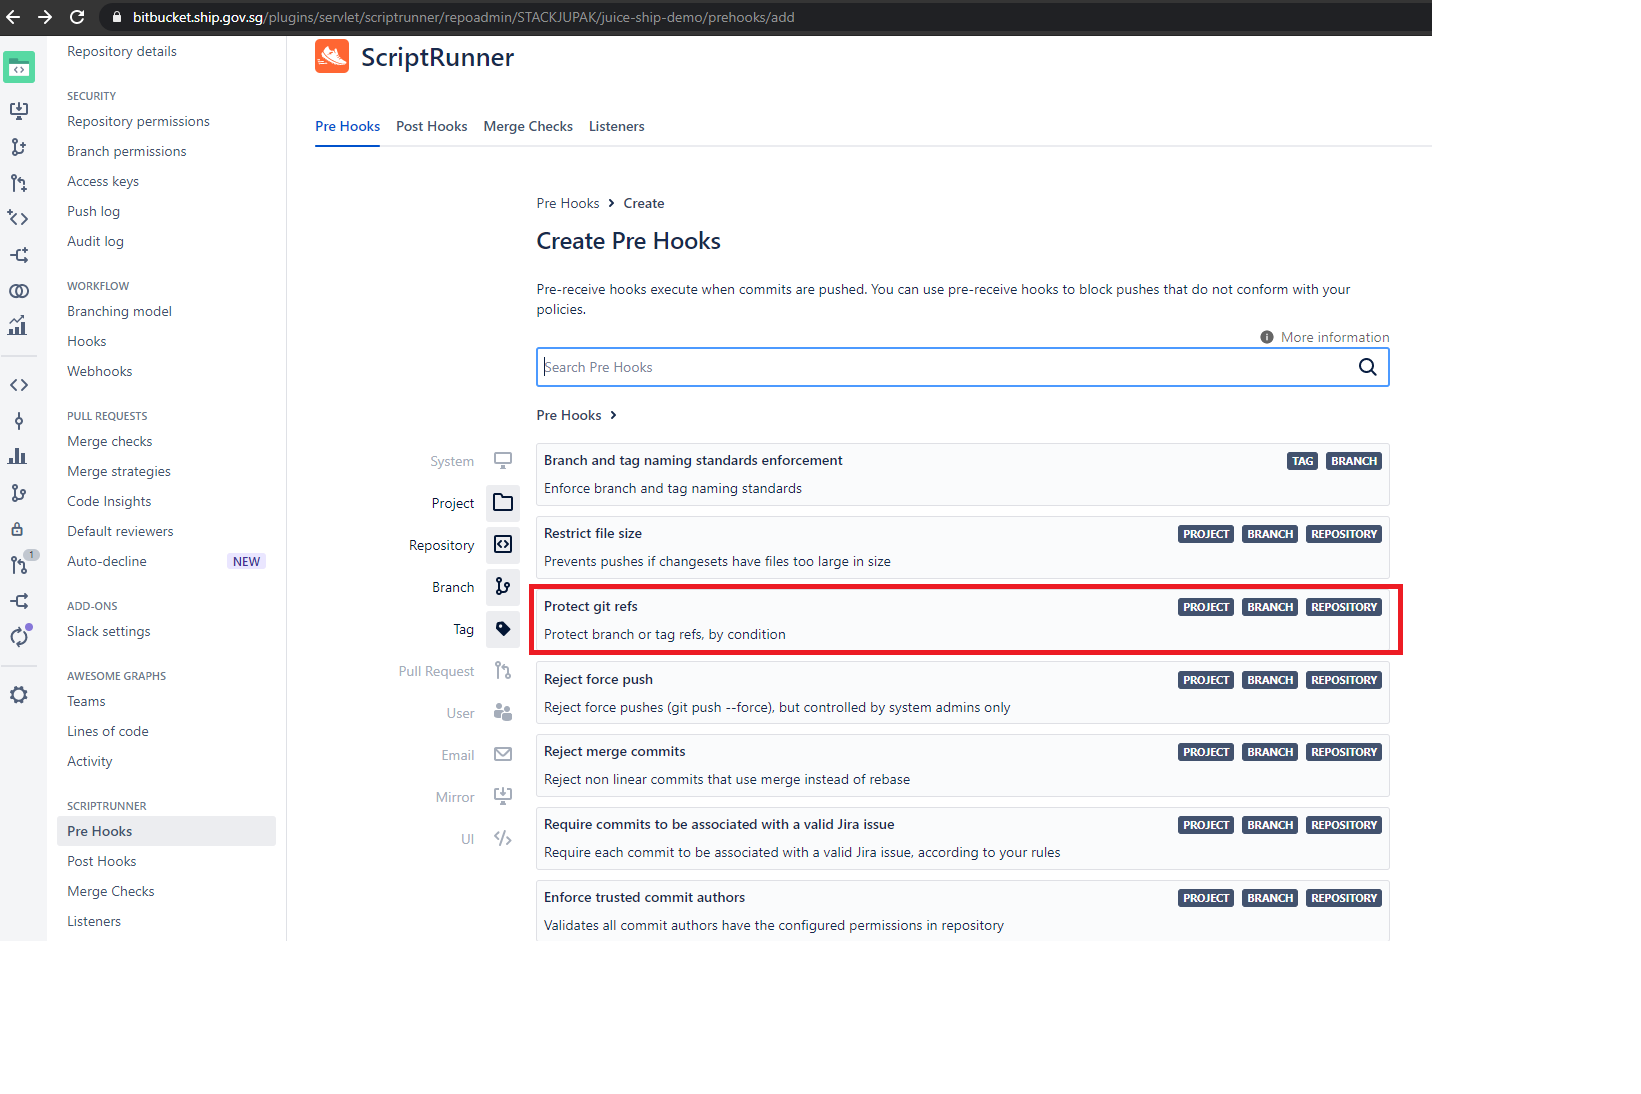 bitbucket.ship.gov.sg/plugins/servlet/scriptrunner/repoadmin/STACKJUPAK/juice-ship-demo/prehooks/add
Repository details
SECURITY
Repository permissions
Branch permissions
Access keys
Push log
Audit log
WORKFLOW
Branching model
Hooks
Webhooks
PULL REQUESTS
Merge checks
Merge strategies
Code Insights
Default reviewers
Auto-decline NEW
1
ADD-ONS
Slack settings
AWESOME GRAPHS
Teams
Lines of code
Activity
SCRIPTRUNNER
Pre Hooks
Post Hooks
Merge Checks
Listeners
ScriptRunner
Pre Hooks Post Hooks Merge Checks Listeners
Pre Hooks > Create
Create Pre Hooks
Pre-receive hooks execute when commits are pushed. You can use pre-receive hooks to block pushes that do not conform with your
policies.
More information
Search Pre Hooks
Pre Hooks >
System
Project
Repository
Branch
Tag
Pull Request
User
Email
Mirror
UI
Branch and tag naming standards enforcement TAG BRANCH
Enforce branch and tag naming standards
Restrict file size PROJECT BRANCH REPOSITORY
Prevents pushes if changesets have files too large in size
Protect git refs PROJECT BRANCH REPOSITORY
Protect branch or tag refs, by condition
Reject force push PROJECT BRANCH REPOSITORY
Reject force pushes (git push --force), but controlled by system admins only
Reject merge commits PROJECT BRANCH REPOSITORY
Reject non linear commits that use merge instead of rebase
Require commits to be associated with a valid Jira issue PROJECT BRANCH REPOSITORY
Require each commit to be associated with a valid Jira issue, according to your rules
Enforce trusted commit authors PROJECT BRANCH REPOSITORY
Validates all commit authors have the configured permissions in repository